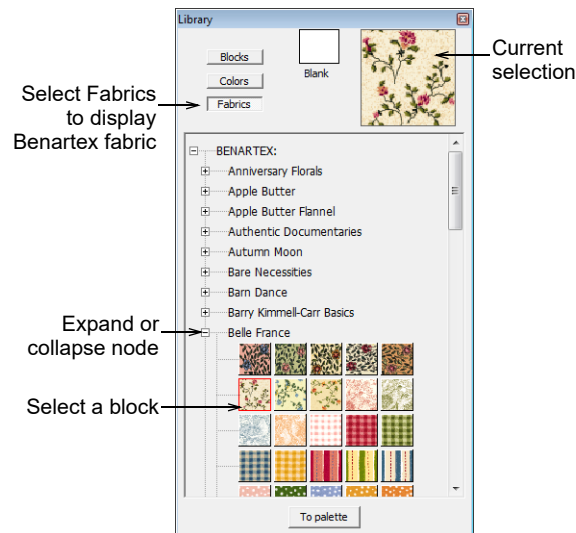 Library
Blocks
Colors
Fabrics
Blank
Current
selection
Select Fabrics
to display
Benartex fabric
BENARTEX:
Anniversary Florals
Apple Butter
Apple Butter Flannel
Authentic Documentaries
Autumn Moon
Bare Necessities
Barn Dance
Barry Kimmell-Carr Basics
Belle France
Expand or
collapse node
Select a block
To palette